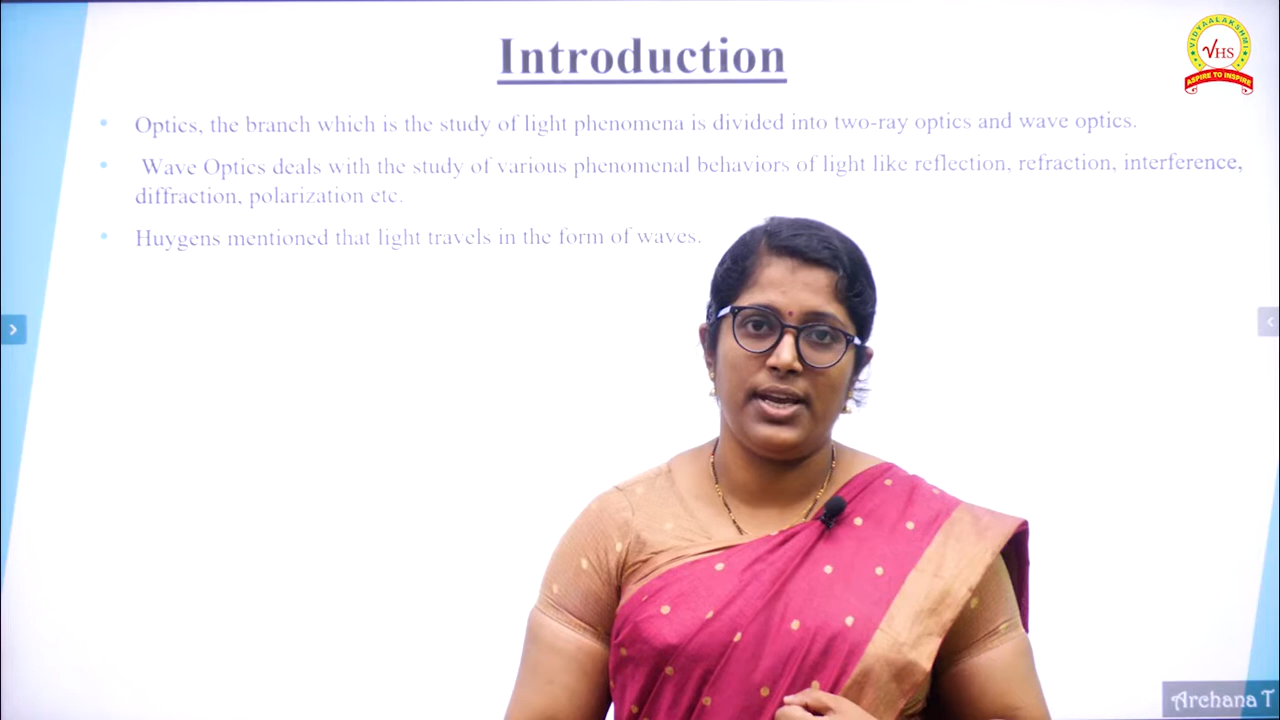 Introduction
VIDYAALAKSHMI
VHS
ASPIRE TO INSPIRE
• Optics, the branch which is the study of light phenomena is divided into two-ray optics and wave optics.
• Wave Optics deals with the study of various phenomenal behaviors of light like reflection, refraction, interference,
diffraction, polarization etc.
• Huygens mentioned that light travels in the form of waves.
Archana T